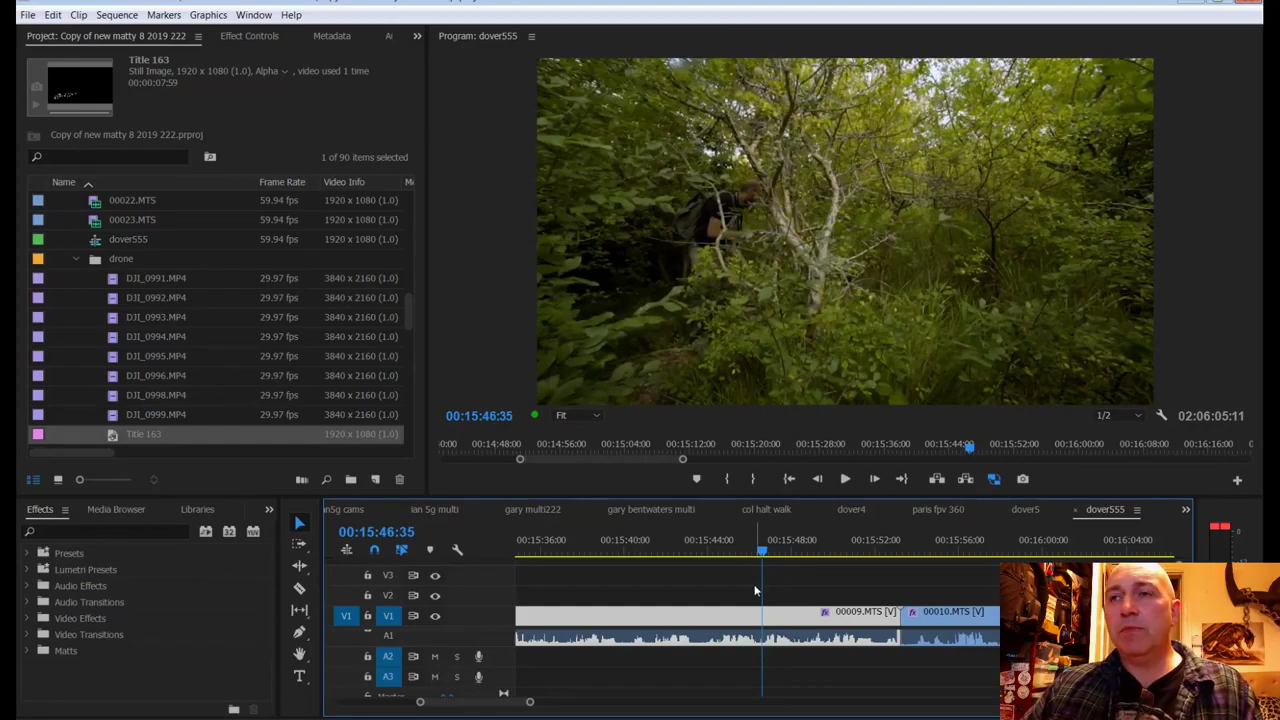 File Edit Clip Sequence Markers Graphics Window Help
Project: Copy of new matty 8 2019 222 Effect Controls Metadata
Program: dover555
Title 163
Still Image, 1920 x 1080 (1.0), Alpha , video used 1 time
00:00:07:59
Copy of new matty 8 2019 222.prproj
1 of 90 items selected
Name Frame Rate Video Info
00022.MTS 59.94 fps 1920 x 1080 (1.0)
00023.MTS 59.94 fps 1920 x 1080 (1.0)
dover555 59.94 fps 1920 x 1080 (1.0)
drone
DJI_0991.MP4 29.97 fps 3840 x 2160 (1.0)
DJI_0992.MP4 29.97 fps 3840 x 2160 (1.0)
DJI_0993.MP4 29.97 fps 3840 x 2160 (1.0)
DJI_0994.MP4 29.97 fps 3840 x 2160 (1.0)
DJI_0995.MP4 29.97 fps 3840 x 2160 (1.0)
DJI_0996.MP4 29.97 fps 3840 x 2160 (1.0)
DJI_0998.MP4 29.97 fps 3840 x 2160 (1.0)
DJI_0999.MP4 29.97 fps 3840 x 2160 (1.0)
Title 163 1920 x 1080 (1.0)
00:15:46:35 Fit 1/2 02:06:05:11
0:00 00:14:48:00 00:14:56:00 00:15:04:00 00:15:12:00 00:15:20:00 00:15:28:00 00:15:36:00 00:15:44:00 00:15:52:00 00:16:00:00 00:16:08:00 00:16:16:00
Effects Media Browser Libraries
Presets
Lumetri Presets
Audio Effects
Audio Transitions
Video Effects
Video Transitions
Matts
ian5g cams ian 5g multi gary multi222 gary bentwaters multi col halt walk dover4 paris fpv 360 dover5 dover555
00:15:46:35
00:15:36:00 00:15:40:00 00:15:44:00 00:15:48:00 00:15:52:00 00:15:56:00 00:16:00:00 00:16:04:00
V3
V2
V1 V1 00009.MTS [V] 00010.MTS [V]
A1
A2 M S
A3 M S
0